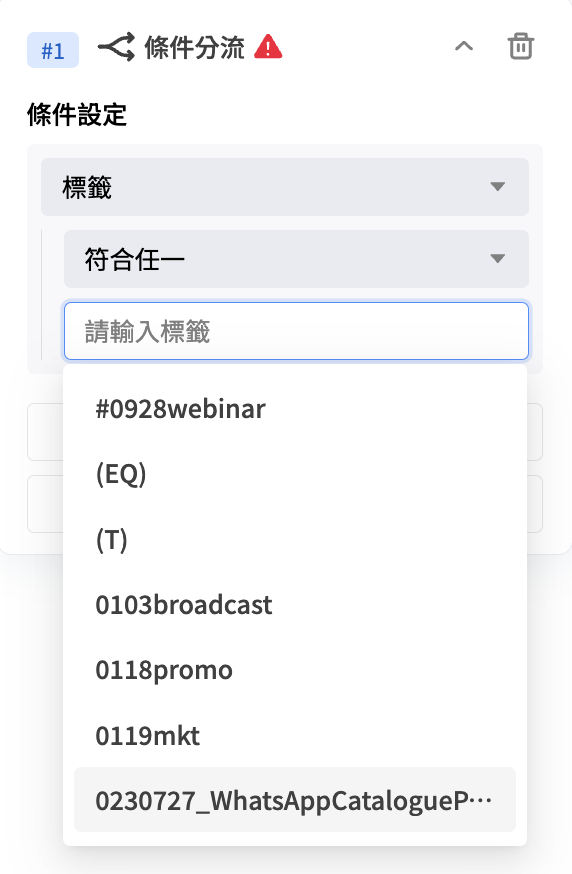 #1 條件分流
條件設定
標籤
符合任一
請輸入標籤
#0928webinar
(EQ)
(T)
0103broadcast
0118promo
0119mkt
0230727_WhatsAppCatalogueP⋯